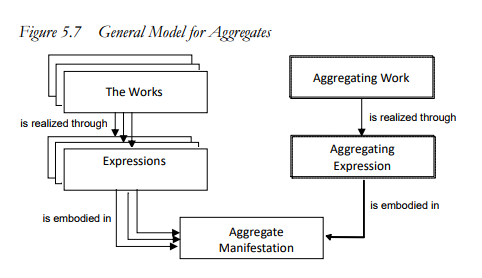 Figure 5.7 General Model for Aggregates
The Works
Aggregating Work
is realized through
is realized through
Expressions
Aggregating
Expression
is embodied in
is embodied in
Aggregate
Manifestation